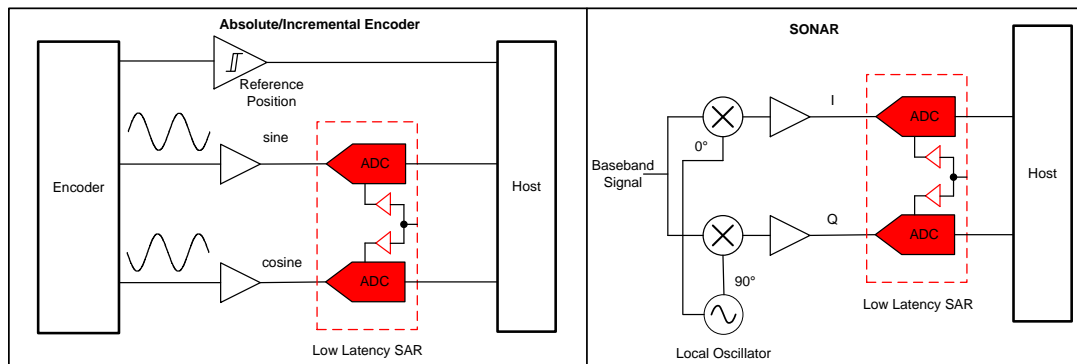 Absolute/Incremental Encoder
Encoder
Reference
Position
sine
ADC
cosine
ADC
Low Latency SAR
Host
SONAR
Baseband
Signal
0°
I
ADC
Q
ADC
90°
Low Latency SAR
Local Oscillator
Host